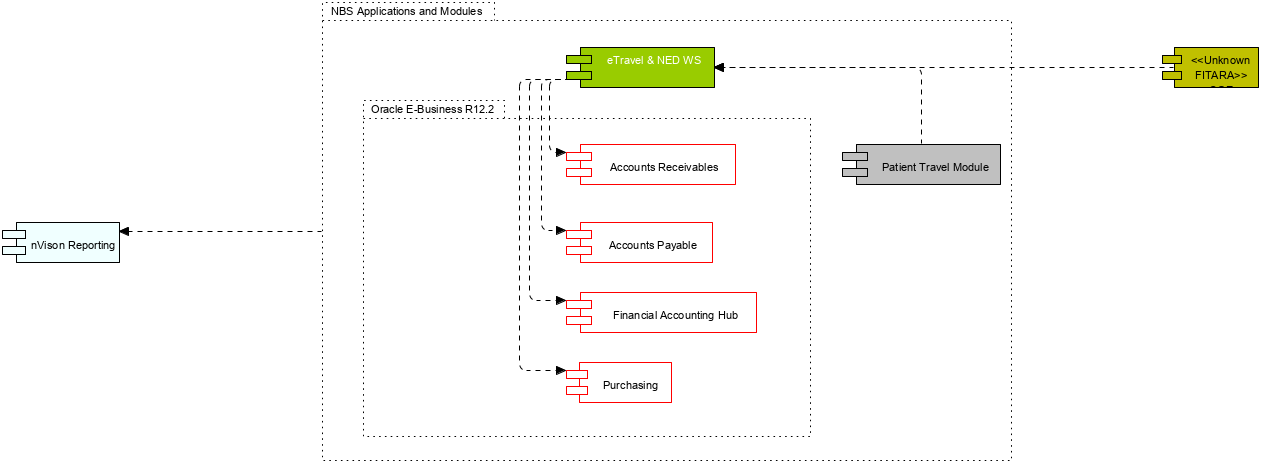 NBS Applications and Modules
eTravel & NED WS
<<Unknown
FITARA>>
Oracle E-Business R12.2
Accounts Receivables
Patient Travel Module
nVison Reporting
Accounts Payable
Financial Accounting Hub
Purchasing